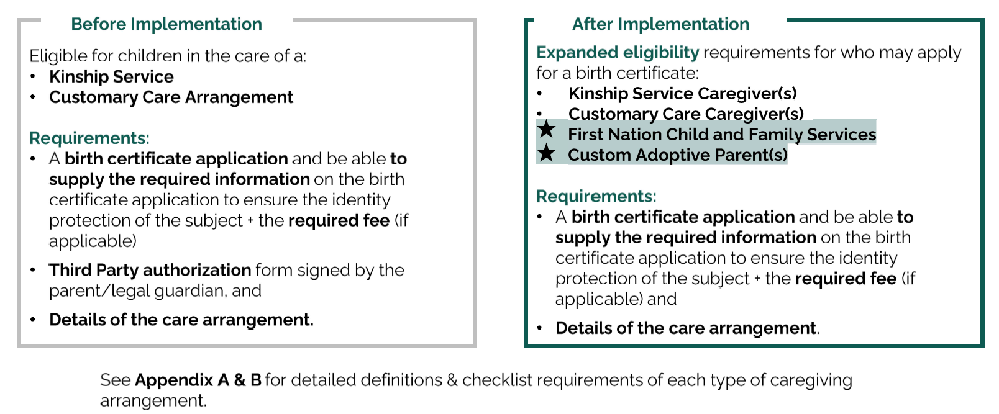 Before Implementation
Eligible for children in the care of a:
• Kinship Service
• Customary Care Arrangement
Requirements:
• A birth certificate application and be able to
supply the required information on the birth
certificate application to ensure the identity
protection of the subject + the required fee (if
applicable)
• Third Party authorization form signed by the
parent/legal guardian, and
• Details of the care arrangement.
After Implementation
Expanded eligibility requirements for who may apply
for a birth certificate:
• Kinship Service Caregiver(s)
• Customary Care Caregiver(s)
★ First Nation Child and Family Services
★ Custom Adoptive Parent(s)
Requirements:
• A birth certificate application and be able to
supply the required information on the birth
certificate application to ensure the identity
protection of the subject + the required fee (if
applicable) and
• Details of the care arrangement.
See Appendix A & B for detailed definitions & checklist requirements of each type of caregiving
arrangement.